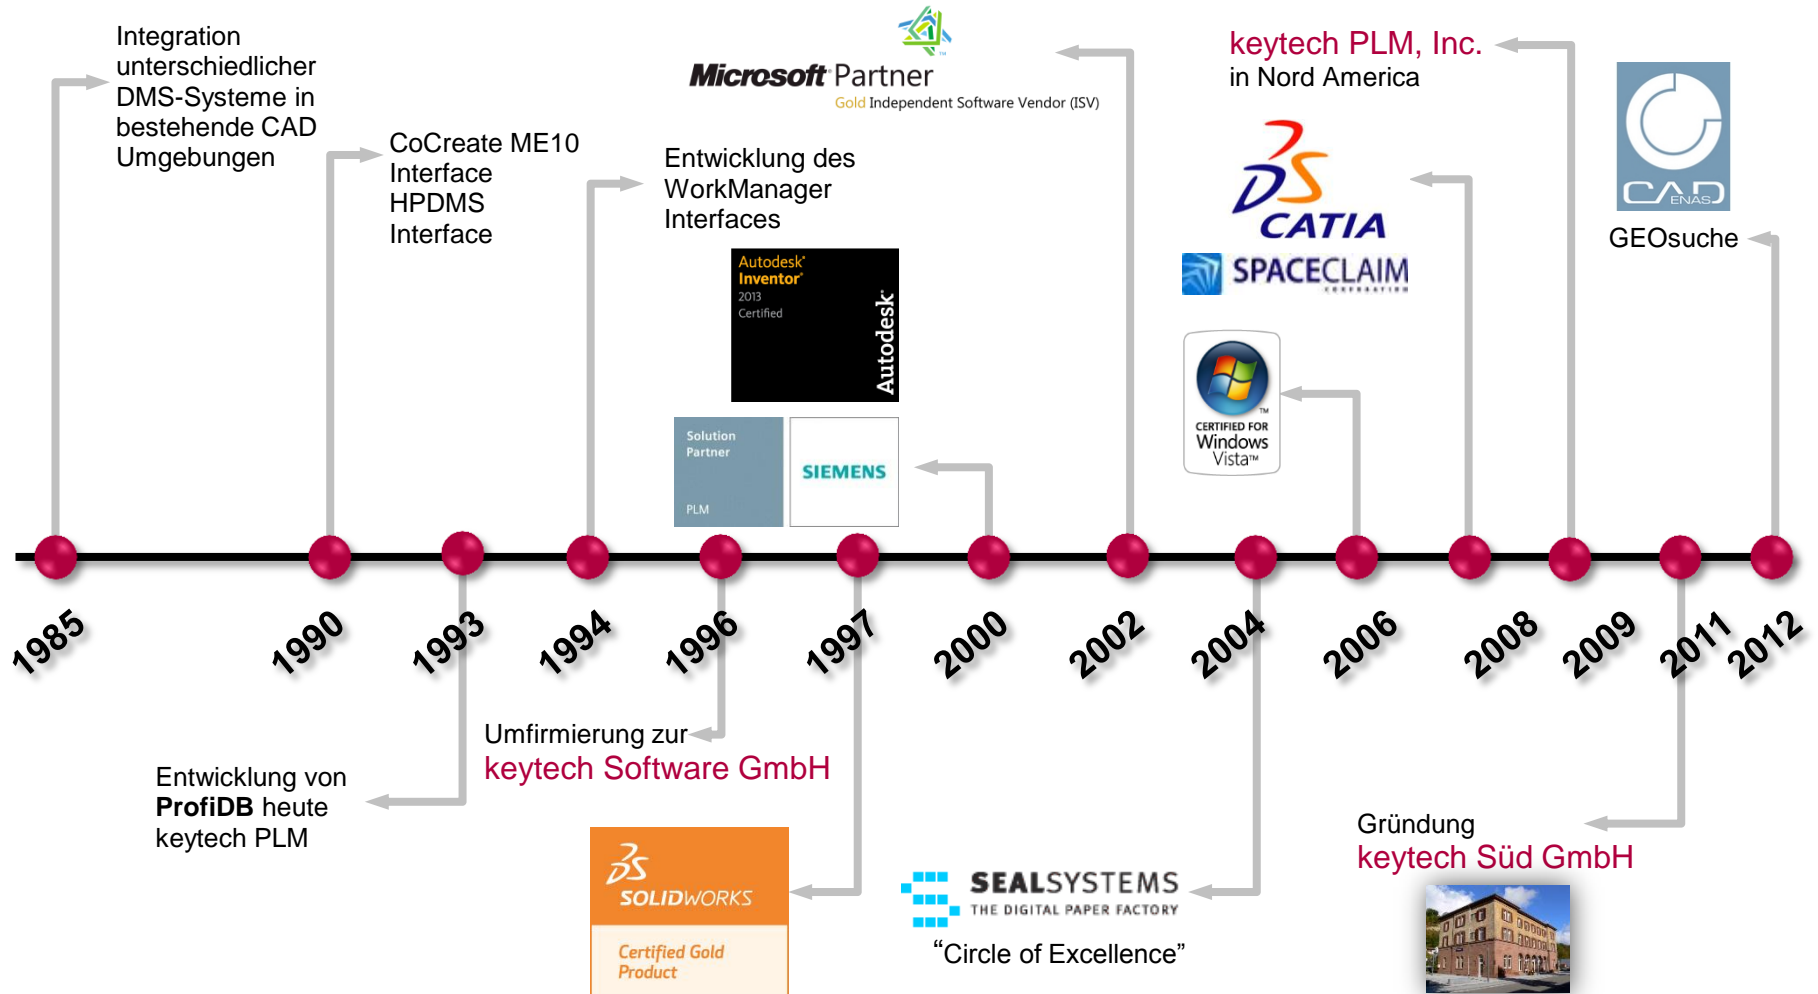 Integration
unterschiedlicher
DMS-Systeme in
bestehende CAD
Umgebungen
CoCreate ME10
Interface
HPDMS
Interface
Microsoft Partner
Gold Independent Software Vendor (ISV)
Entwicklung des
WorkManager
Interfaces
Autodesk®
Inventor®
2013
Certified
Autodesk®
Solution
Partner
PLM
SIEMENS
keytech PLM, Inc.
in Nord America
CATIA
SPACECLAIM
CORPORATION
CERTIFIED FOR
Windows
Vista™
CADENAS
GEOsuche
1985
1990
1993
1994
1996
1997
2000
2002
2004
2006
2008
2009
2011
2012
Entwicklung von
ProfiDB heute
keytech PLM
Umfirmierung zur
keytech Software GmbH
SOLIDWORKS
Certified Gold
Product
SEALSYSTEMS
THE DIGITAL PAPER FACTORY
“Circle of Excellence”
Gründung
keytech Süd GmbH